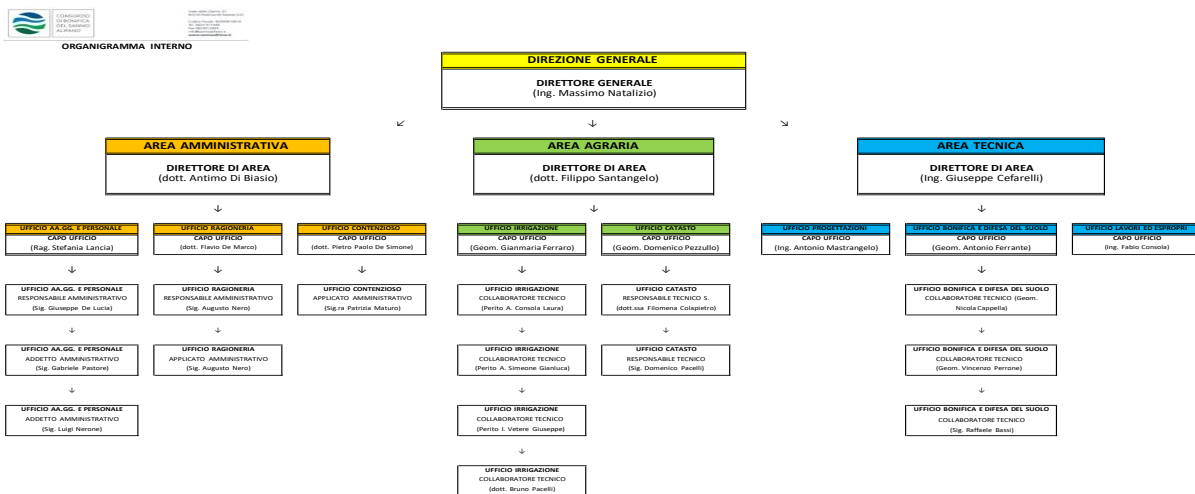 CONSORZIO
DI BONIFICA
DEL SANNIO
ALIFANO
ORGANIGRAMMA INTERNO
DIREZIONE GENERALE
DIRETTORE GENERALE
(Ing. Massimo Natalizio)
↙ ↓ ↘
AREA AMMINISTRATIVA
DIRETTORE DI AREA
(dott. Antimo Di Biasio)
AREA AGRARIA
DIRETTORE DI AREA
(dott. Filippo Santangelo)
AREA TECNICA
DIRETTORE DI AREA
(Ing. Giuseppe Cefarelli)
↓ ↓ ↓
UFFICIO AA.GG. E PERSONALE
CAPO UFFICIO
(Rag. Stefania Lancia)
UFFICIO RAGIONERIA
CAPO UFFICIO
(dott. Flavio De Marco)
UFFICIO CONTENZIOSO
CAPO UFFICIO
(dott. Pietro Paolo De Simone)
UFFICIO IRRIGAZIONE
CAPO UFFICIO
(Geom. Gianmaria Ferraro)
UFFICIO CATASTO
CAPO UFFICIO
(Geom. Domenico Pezzullo)
UFFICIO PROGETTAZIONI
CAPO UFFICIO
(Ing. Antonio Mastrangelo)
UFFICIO BONIFICA E DIFESA DEL SUOLO
CAPO UFFICIO
(Geom. Antonio Ferrante)
UFFICIO LAVORI ED ESPROPRI
CAPO UFFICIO
(Ing. Fabio Consola)
↓ ↓ ↓ ↓ ↓ ↓
UFFICIO AA.GG. E PERSONALE
RESPONSABILE AMMINISTRATIVO
(Sig. Giuseppe De Lucia)
UFFICIO RAGIONERIA
RESPONSABILE AMMINISTRATIVO
(Sig. Augusto Nero)
UFFICIO CONTENZIOSO
APPLICATO AMMINISTRATIVO
(Sig.ra Patrizia Maturo)
UFFICIO IRRIGAZIONE
COLLABORATORE TECNICO
(Perito A. Consola Laura)
UFFICIO CATASTO
RESPONSABILE TECNICO S.
(dott.ssa Filomena Colapietro)
UFFICIO BONIFICA E DIFESA DEL SUOLO
COLLABORATORE TECNICO (Geom.
Nicola Cappella)
↓ ↓ ↓ ↓ ↓
UFFICIO AA.GG. E PERSONALE
ADDETTO AMMINISTRATIVO
(Sig. Gabriele Pastore)
UFFICIO RAGIONERIA
APPLICATO AMMINISTRATIVO
(Sig. Augusto Nero)
UFFICIO IRRIGAZIONE
COLLABORATORE TECNICO
(Perito A. Simeone Gianluca)
UFFICIO CATASTO
RESPONSABILE TECNICO
(Sig. Domenico Pacelli)
UFFICIO BONIFICA E DIFESA DEL SUOLO
COLLABORATORE TECNICO
(Geom. Vincenzo Perrone)
↓ ↓ ↓
UFFICIO AA.GG. E PERSONALE
ADDETTO AMMINISTRATIVO
(Sig. Luigi Nerone)
UFFICIO IRRIGAZIONE
COLLABORATORE TECNICO
(Perito I. Vetere Giuseppe)
UFFICIO BONIFICA E DIFESA DEL SUOLO
COLLABORATORE TECNICO
(Sig. Raffaele Bassi)
↓
UFFICIO IRRIGAZIONE
COLLABORATORE TECNICO
(dott. Bruno Pacelli)